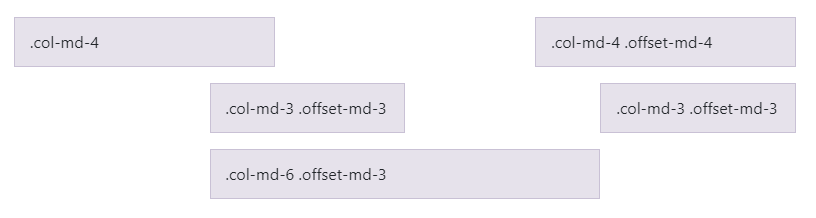 .col-md-4
.col-md-4 .offset-md-4
.col-md-3 .offset-md-3
.col-md-3 .offset-md-3
.col-md-6 .offset-md-3